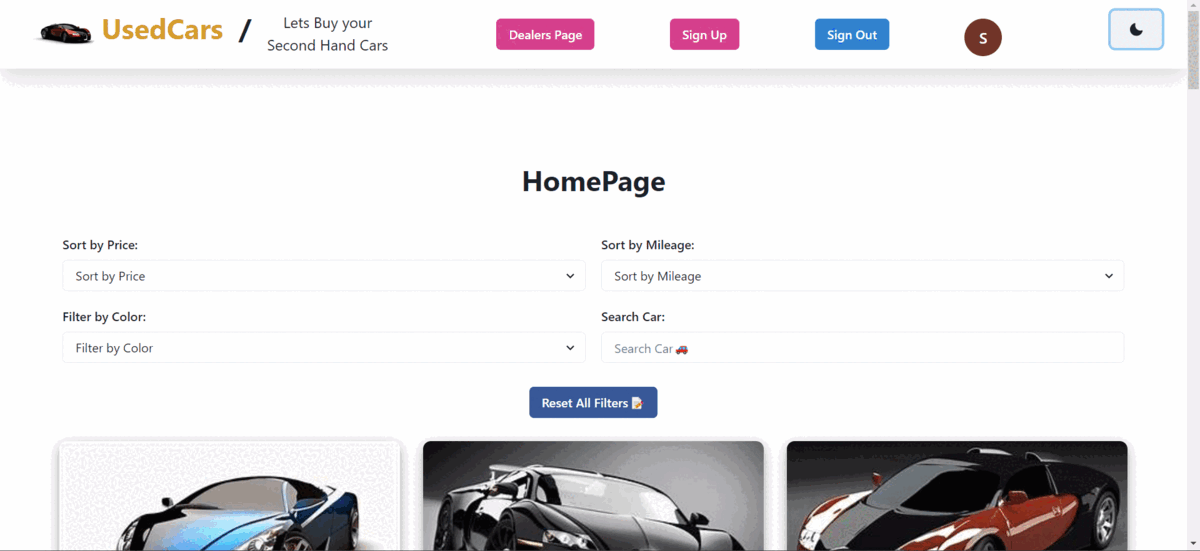 UsedCars
/
Lets Buy your
Second Hand Cars
Dealers Page
Sign Up
Sign Out
S
HomePage
Sort by Price:
Sort by Mileage:
Sort by Price
Sort by Mileage
Filter by Color:
Search Car:
Filter by Color
Search Car 🚗
Reset All Filters 📝